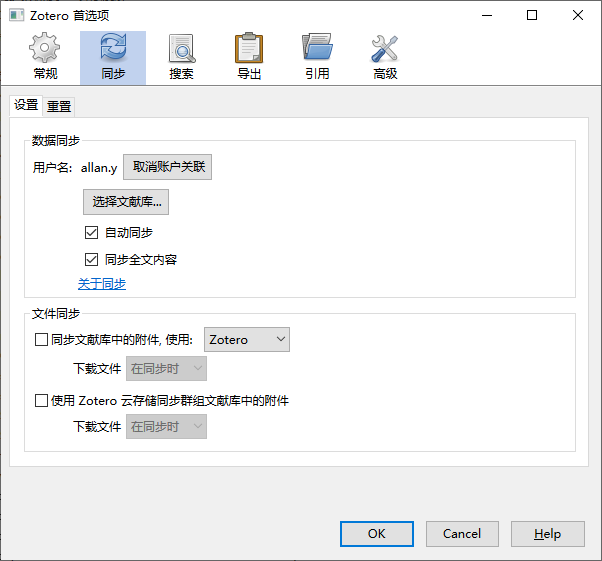 Zotero 首选项
常规 同步 搜索 导出 引用 高级
设置 重置
数据同步
用户名: allan.y 取消账户关联
选择文献库...
自动同步
同步全文内容
关于同步
文件同步
同步文献库中的附件, 使用: Zotero
下载文件 在同步时
使用 Zotero 云存储同步群组文献库中的附件
下载文件 在同步时
OK Cancel Help